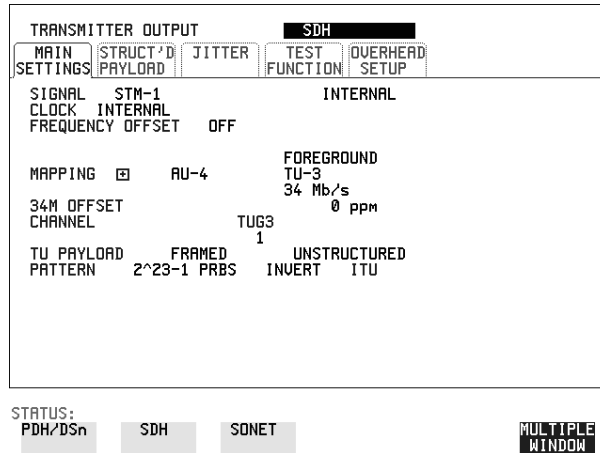 TRANSMITTER OUTPUT SDH
MAIN SETTINGS STRUCT'D PAYLOAD JITTER TEST FUNCTION OVERHEAD SETUP
SIGNAL STM-1 INTERNAL
CLOCK INTERNAL
FREQUENCY OFFSET OFF
FOREGROUND
MAPPING + AU-4 TU-3
34 Mb/s
34M OFFSET 0 ppm
CHANNEL TUG3
1
TU PAYLOAD FRAMED UNSTRUCTURED
PATTERN 2^23-1 PRBS INVERT ITU
STATUS:
PDH/DSn SDH SONET MULTIPLE WINDOW